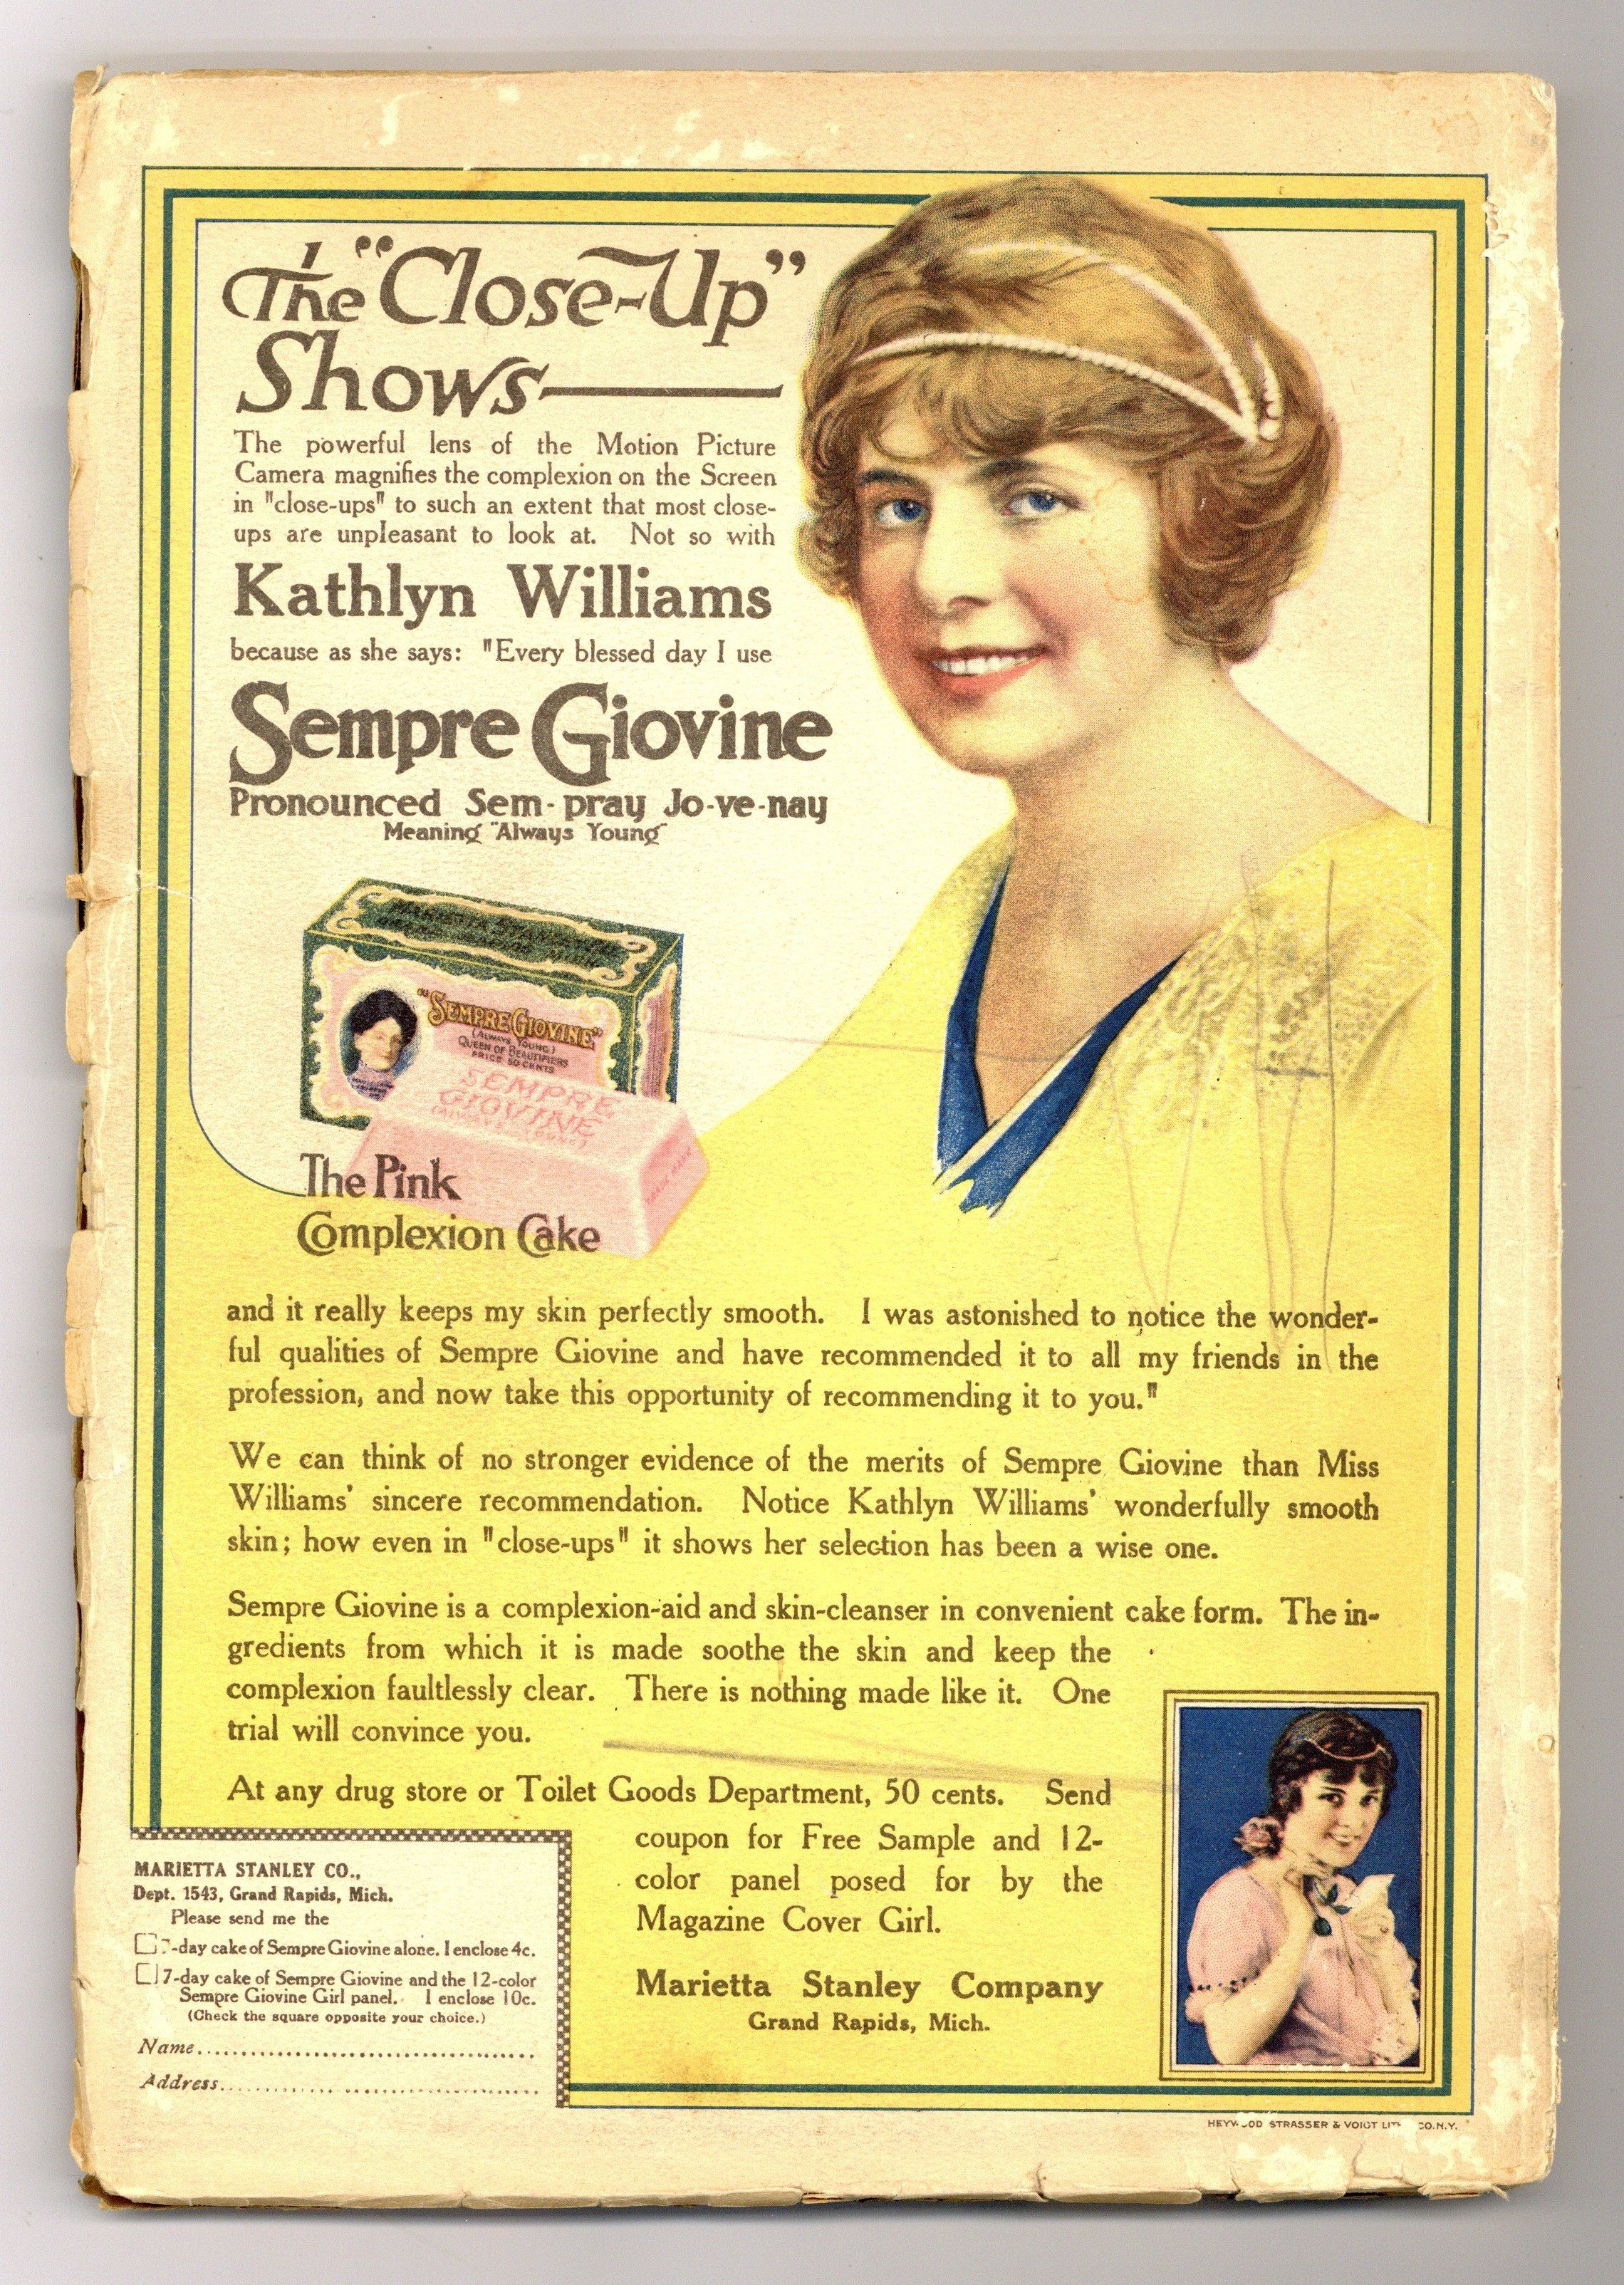 The "Close-Up"
Shows—
The powerful lens of the Motion Picture
Camera magnifies the complexion on the Screen
in "close-ups" to such an extent that most close-
ups are unpleasant to look at. Not so with
Kathlyn Williams
because as she says: "Every blessed day I use
Sempre Giovine
Pronounced Sem-pray Jo-ve-nay
Meaning "Always Young"
"SEMPRE GIOVINE"
(ALWAYS YOUNG)
QUEEN OF BEAUTIFIERS
PRICE 50 CENTS
SEMPRE
GIOVINE
(ALWAYS YOUNG)
The Pink
Complexion Cake
and it really keeps my skin perfectly smooth. I was astonished to notice the wonder-
ful qualities of Sempre Giovine and have recommended it to all my friends in the
profession, and now take this opportunity of recommending it to you."
We can think of no stronger evidence of the merits of Sempre Giovine than Miss
Williams' sincere recommendation. Notice Kathlyn Williams' wonderfully smooth
skin; how even in "close-ups" it shows her selection has been a wise one.
Sempre Giovine is a complexion-aid and skin-cleanser in convenient cake form. The in-
gredients from which it is made soothe the skin and keep the
complexion faultlessly clear. There is nothing made like it. One
trial will convince you.
At any drug store or Toilet Goods Department, 50 cents. Send
coupon for Free Sample and 12-
color panel posed for by the
Magazine Cover Girl.
Marietta Stanley Company
Grand Rapids, Mich.
MARIETTA STANLEY CO.,
Dept. 1543, Grand Rapids, Mich.
Please send me the
-day cake of Sempre Giovine alone. I enclose 4c.
7-day cake of Sempre Giovine and the 12-color
Sempre Giovine Girl panel. I enclose 10c.
(Check the square opposite your choice.)
Name
Address
STRASSER & VOIGT CO. N.Y.